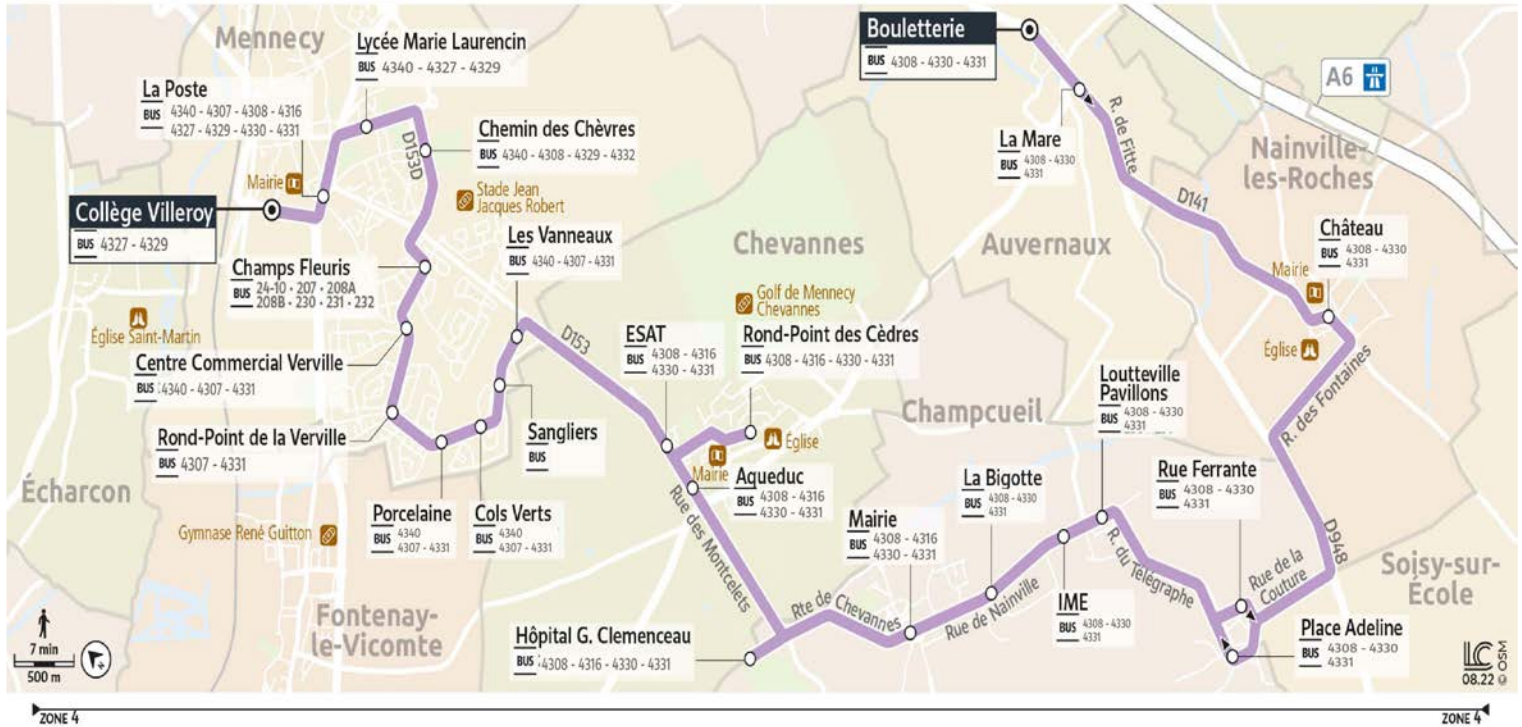 Mennecy
Lycée Marie Laurencin
BUS 4340 - 4327 - 4329
La Poste
BUS 4340 - 4307 - 4308 - 4316
4327 - 4329 - 4330 - 4331
Chemin des Chèvres
BUS 4340 - 4308 - 4329 - 4332
D153D
Mairie
Stade Jean
Jacques Robert
Collège Villeroy
BUS 4327 - 4329
Les Vanneaux
BUS 4340 - 4307 - 4331
Champs Fleuris
BUS 24-10 • 207 • 208A
208B • 230 • 231 • 232
Église Saint-Martin
Centre Commercial Verville
BUS 4340 - 4307 - 4331
Rond-Point de la Verville
BUS 4307 - 4331
Écharcon
Gymnase René Guitton
Porcelaine
BUS 4340
4307 - 4331
Cols Verts
BUS 4340
4307 - 4331
Sangliers
BUS
Fontenay-
le-Vicomte
D153
ESAT
BUS 4308 - 4316
4330 - 4331
Chevannes
Golf de Mennecy
Chevannes
Rond-Point des Cèdres
BUS 4308 - 4316 - 4330 - 4331
Église
Mairie
Aqueduc
BUS 4308 - 4316
4330 - 4331
Rue des Montcelets
Hôpital G. Clemenceau
BUS 4308 - 4316 - 4330 - 4331
Rte de Chevannes
Mairie
BUS 4308 - 4316
4330 - 4331
Champcueil
La Bigotte
BUS 4308 - 4330
4331
Rue de Nainville
IME
BUS 4308 - 4330
4331
Loutteville
Pavillons
BUS 4308 - 4330
4331
R. du Télégraphe
Rue Ferrante
BUS 4308 - 4330
4331
Rue de la
Couture
Place Adeline
BUS 4308 - 4330
4331
Soisy-sur-
École
D948
R. des Fontaines
Église
Mairie
Château
BUS 4308 - 4330
4331
Nainville-
les-Roches
D141
Auvernaux
R. de Fitte
La Mare
BUS 4308 - 4330
4331
Bouletterie
BUS 4308 - 4330 - 4331
A6
7 min
500 m
LC
OSM
08.22
ZONE 4
ZONE 4